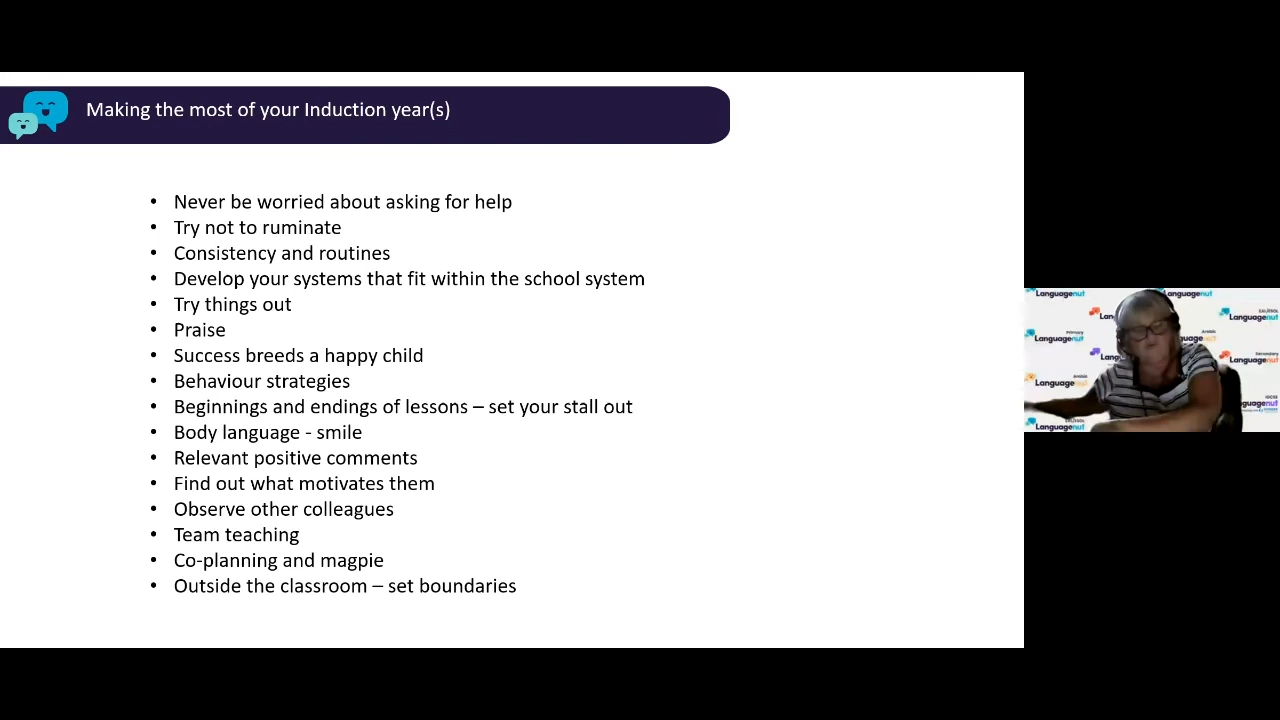 Making the most of your Induction year(s)
• Never be worried about asking for help
• Try not to ruminate
• Consistency and routines
• Develop your systems that fit within the school system
• Try things out
• Praise
• Success breeds a happy child
• Behaviour strategies
• Beginnings and endings of lessons – set your stall out
• Body language - smile
• Relevant positive comments
• Find out what motivates them
• Observe other colleagues
• Team teaching
• Co-planning and magpie
• Outside the classroom – set boundaries
Languagenut
Languagenut
Languagenut
Primary
Languagenut
Secondary
Languagenut
Languagenut